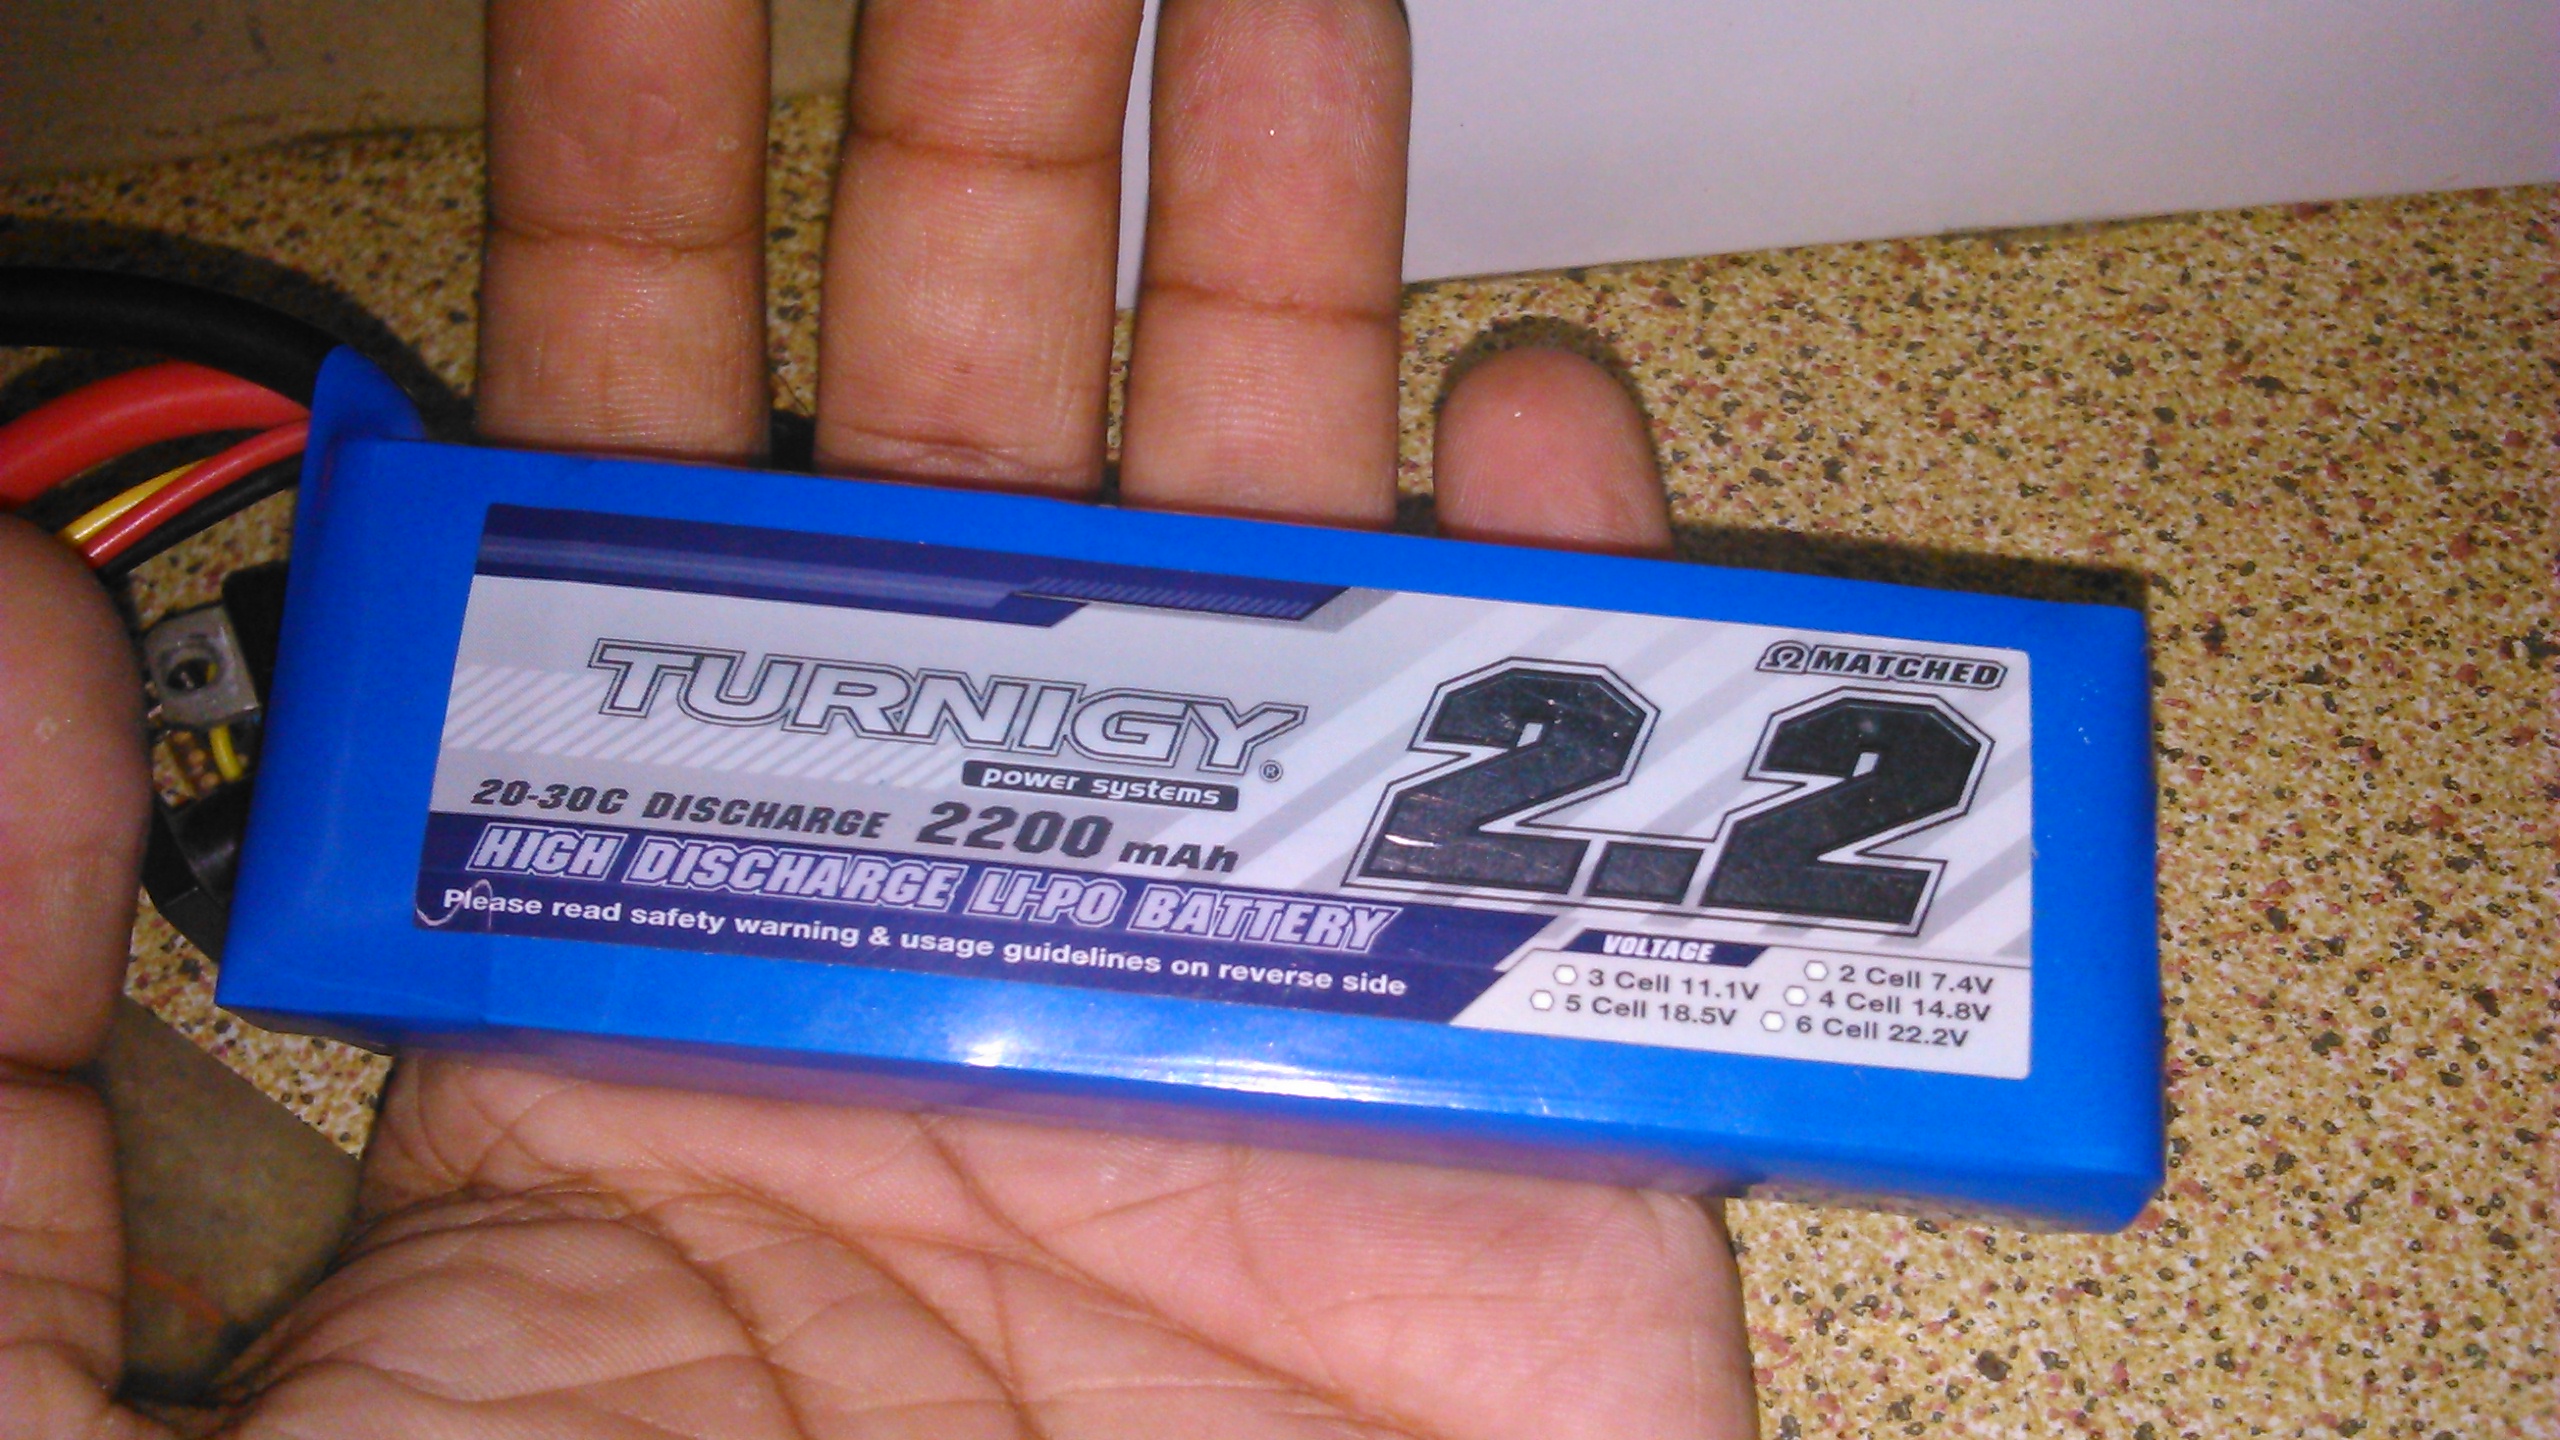 Ω MATCHED
TURNIGY®
power systems
2.2
20-30C DISCHARGE 2200 mAh
HIGH DISCHARGE LI-PO BATTERY
Please read safety warning & usage guidelines on reverse side
VOLTAGE
3 Cell 11.1V 2 Cell 7.4V
5 Cell 18.5V 4 Cell 14.8V
6 Cell 22.2V